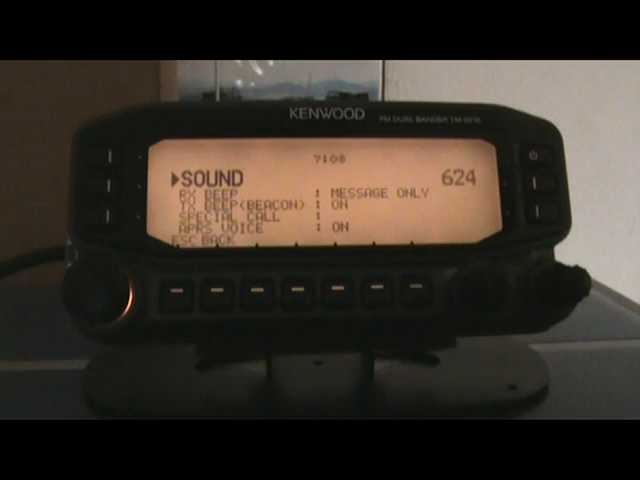 KENWOOD FM DUAL BANDER TM-D710
7:08
▶SOUND 624
RX BEEP : MESSAGE ONLY
TX BEEP(BEACON) : ON
SPECIAL CALL :
APRS VOICE : ON
ESC BACK